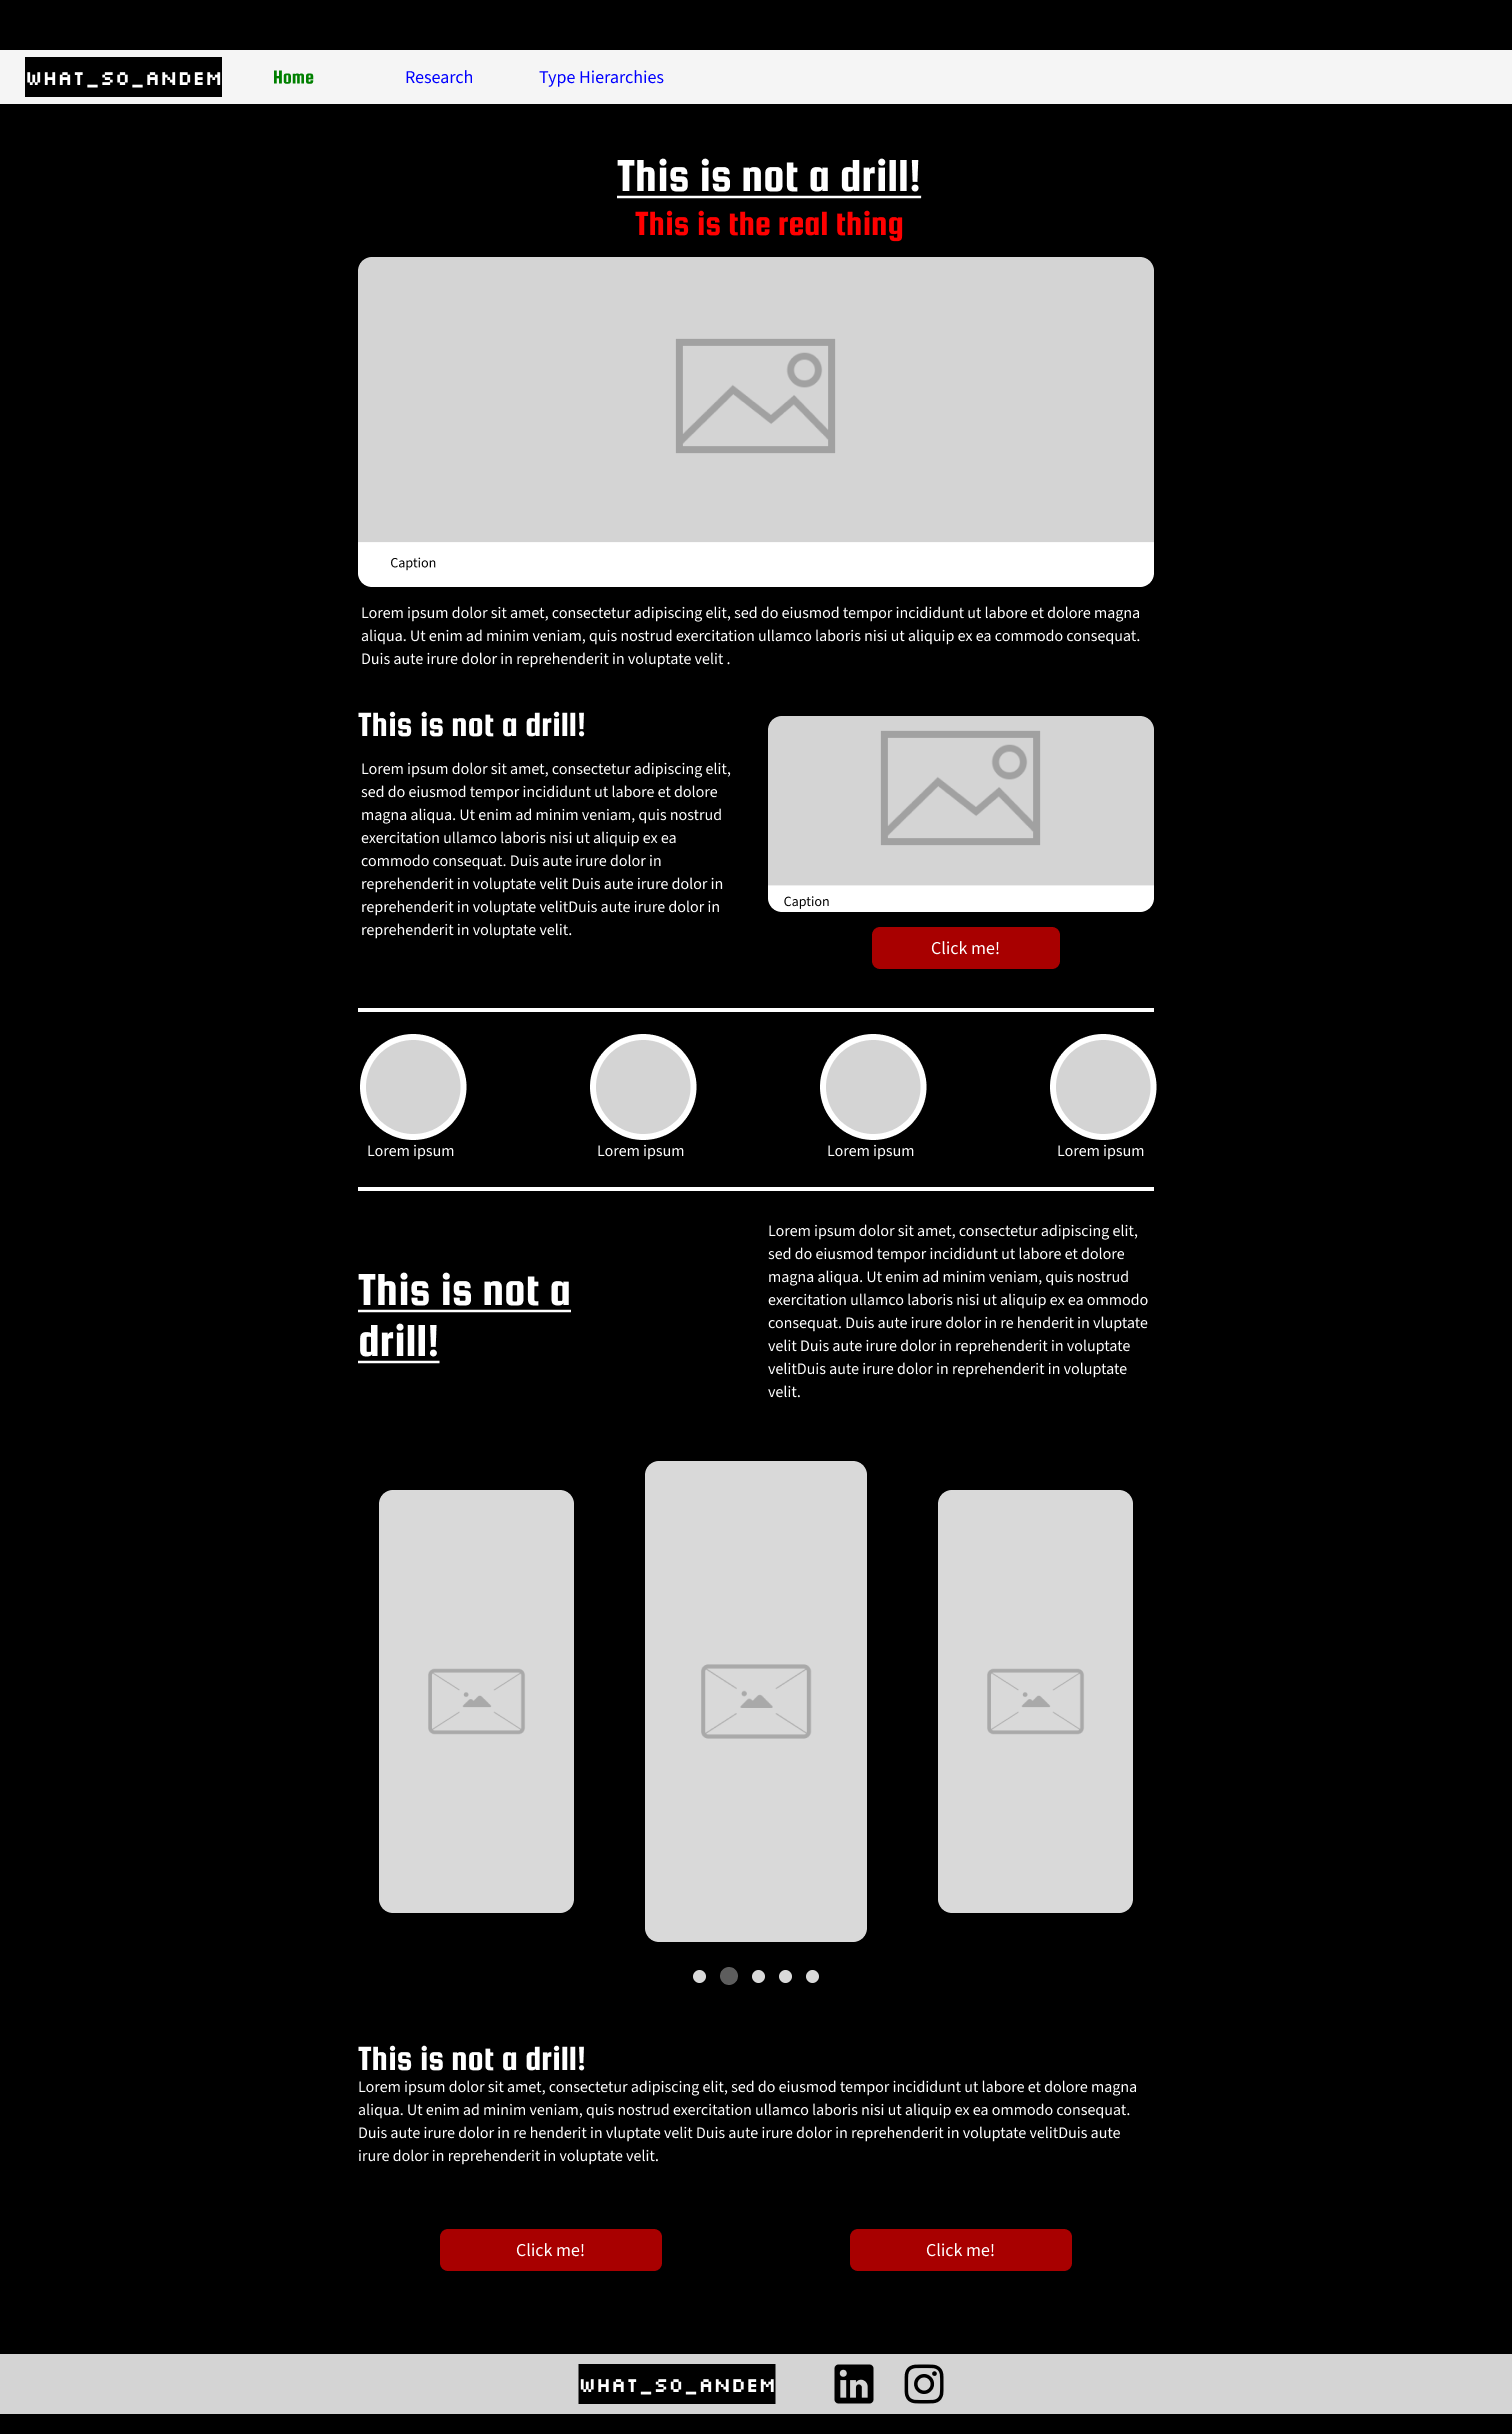 WHAT_SO_ANDEM
Home
Research
Type Hierarchies
This is not a drill!
This is the real thing
Caption
Lorem ipsum dolor sit amet, consectetur adipiscing elit, sed do eiusmod tempor incididunt ut labore et dolore magna
aliqua. Ut enim ad minim veniam, quis nostrud exercitation ullamco laboris nisi ut aliquip ex ea commodo consequat.
Duis aute irure dolor in reprehenderit in voluptate velit .
This is not a drill!
Lorem ipsum dolor sit amet, consectetur adipiscing elit,
sed do eiusmod tempor incididunt ut labore et dolore
magna aliqua. Ut enim ad minim veniam, quis nostrud
exercitation ullamco laboris nisi ut aliquip ex ea
commodo consequat. Duis aute irure dolor in
reprehenderit in voluptate velit Duis aute irure dolor in
reprehenderit in voluptate velitDuis aute irure dolor in
reprehenderit in voluptate velit.
Caption
Click me!
Lorem ipsum
Lorem ipsum
Lorem ipsum
Lorem ipsum
This is not a
drill!
Lorem ipsum dolor sit amet, consectetur adipiscing elit,
sed do eiusmod tempor incididunt ut labore et dolore
magna aliqua. Ut enim ad minim veniam, quis nostrud
exercitation ullamco laboris nisi ut aliquip ex ea ommodo
consequat. Duis aute irure dolor in re henderit in vluptate
velit Duis aute irure dolor in reprehenderit in voluptate
velitDuis aute irure dolor in reprehenderit in voluptate
velit.
This is not a drill!
Lorem ipsum dolor sit amet, consectetur adipiscing elit, sed do eiusmod tempor incididunt ut labore et dolore magna
aliqua. Ut enim ad minim veniam, quis nostrud exercitation ullamco laboris nisi ut aliquip ex ea ommodo consequat.
Duis aute irure dolor in re henderit in vluptate velit Duis aute irure dolor in reprehenderit in voluptate velitDuis aute
irure dolor in reprehenderit in voluptate velit.
Click me!
Click me!
WHAT_SO_ANDEM
in